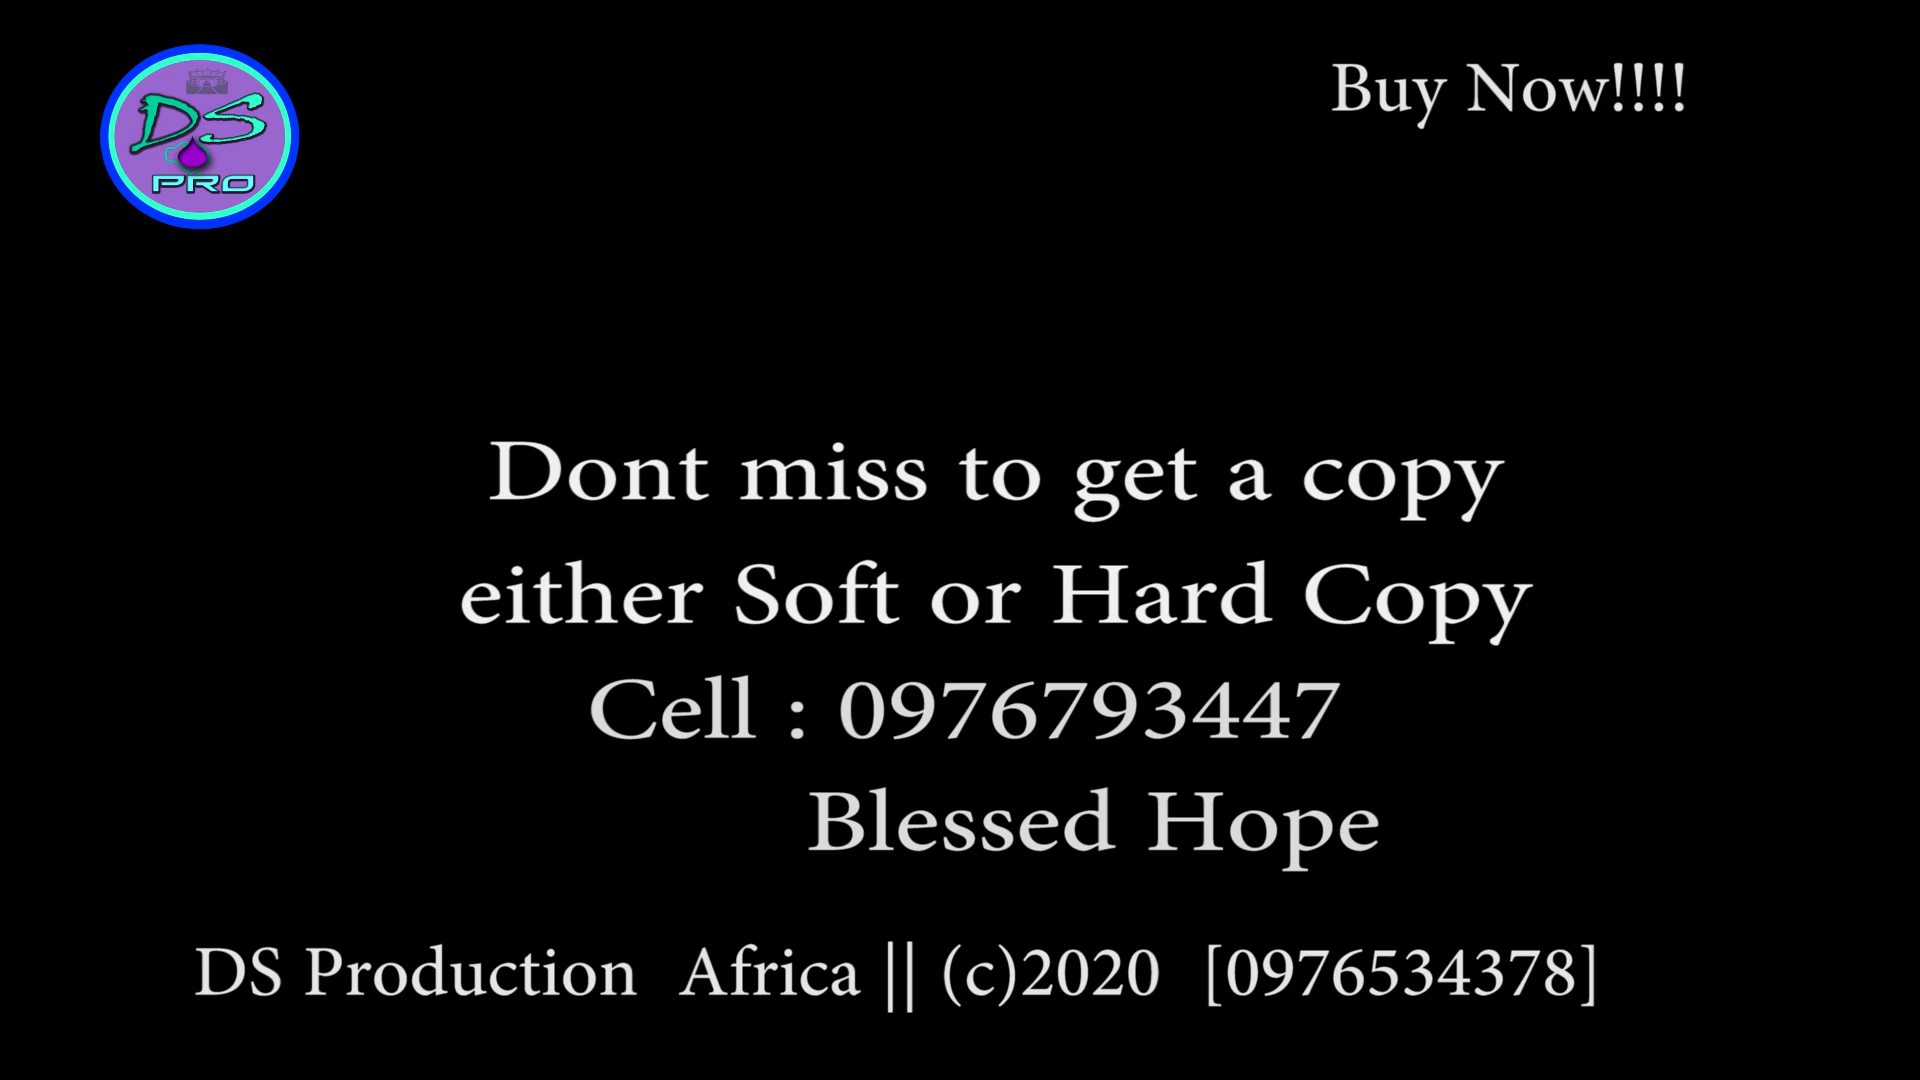 DS
PRO
Buy Now!!!!
Dont miss to get a copy
either Soft or Hard Copy
Cell : 0976793447
Blessed Hope
DS Production Africa || (c)2020 [0976534378]